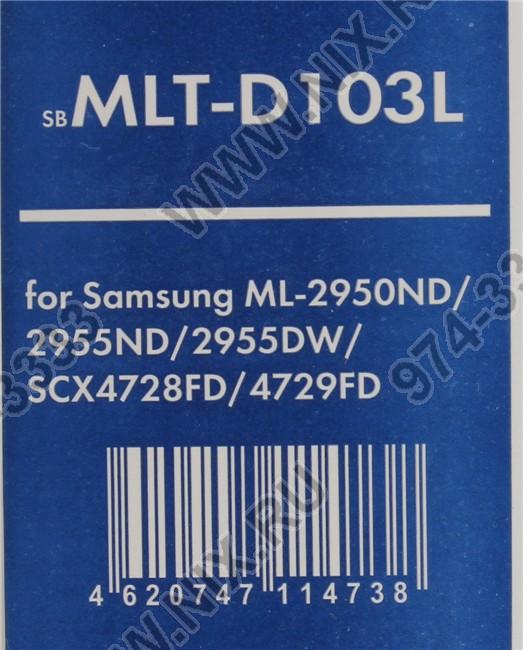 SB MLT-D103L
for Samsung ML-2950ND/
2955ND/2955DW/
SCX4728FD/4729FD
4 620747 114738
WWW.NIX.RU
974-33
3333
WWW.NIX.RU